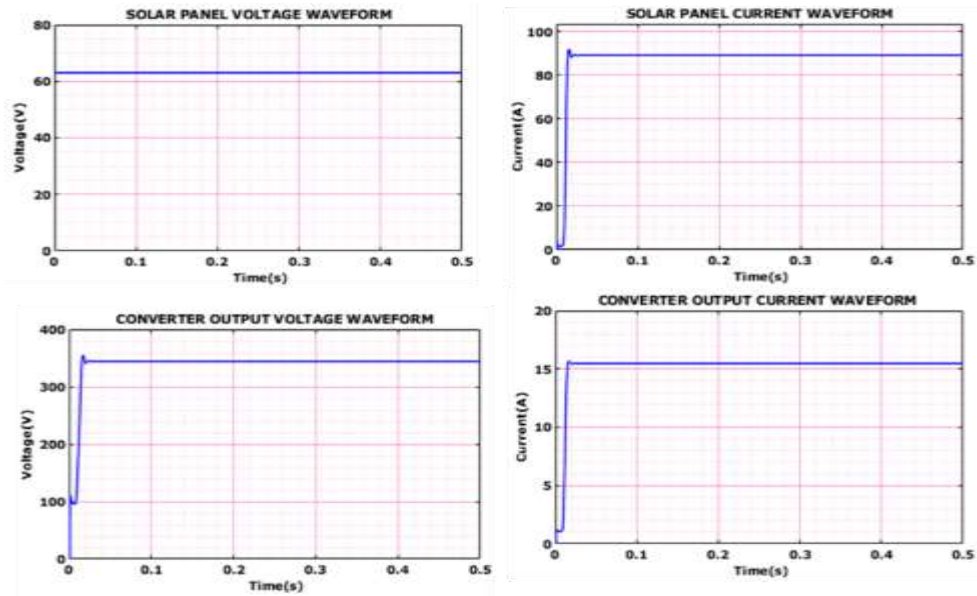 SOLAR PANEL VOLTAGE WAVEFORM
80
60
40
20
0
Voltage(V)
0 0.1 0.2 0.3 0.4 0.5
Time(s)
SOLAR PANEL CURRENT WAVEFORM
100
80
60
40
20
0
Current(A)
0 0.1 0.2 0.3 0.4 0.5
Time(s)
CONVERTER OUTPUT VOLTAGE WAVEFORM
400
300
200
100
0
Voltage(V)
0 0.1 0.2 0.3 0.4 0.5
Time(s)
CONVERTER OUTPUT CURRENT WAVEFORM
20
15
10
5
0
Current(A)
0 0.1 0.2 0.3 0.4 0.5
Time(s)